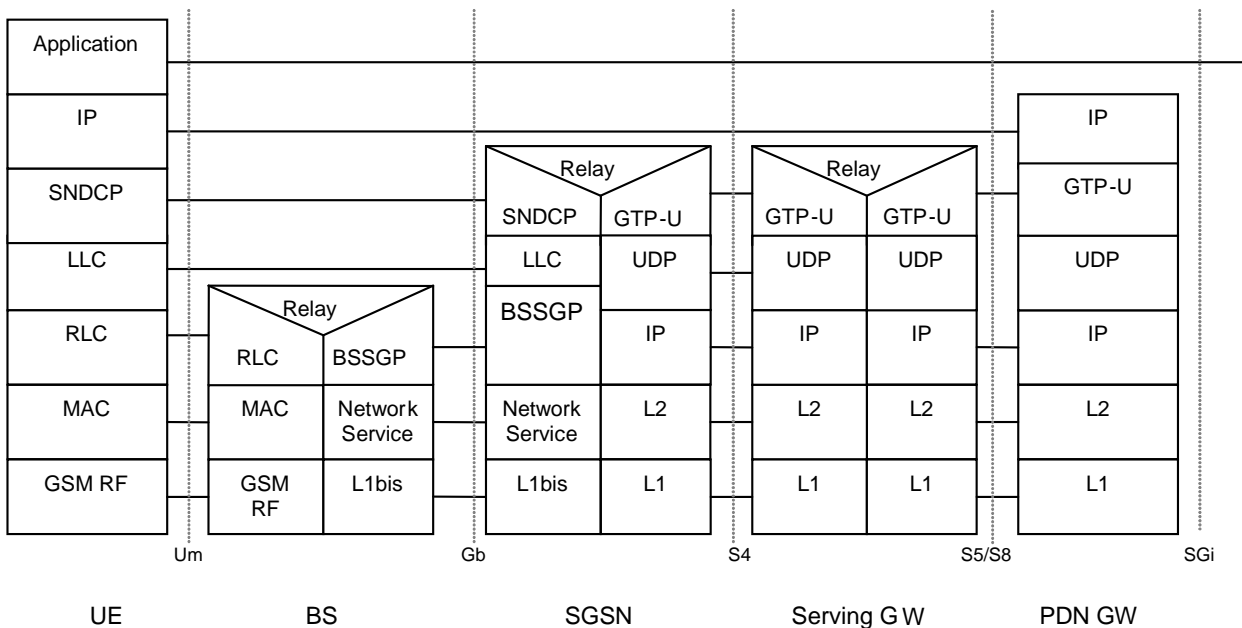 Application
IP
IP
Relay
Relay
SNDCP
GTP-U
SNDCP
GTP-U
GTP-U
GTP-U
LLC
LLC
UDP
UDP
UDP
UDP
Relay
BSSGP
RLC
IP
IP
IP
IP
RLC
BSSGP
MAC
MAC
Network
Service
Network
Service
L2
L2
L2
L2
GSM RF
GSM
RF
L1bis
L1bis
L1
L1
L1
L1
Um
Gb
S4
S5/S8
SGi
UE
BS
SGSN
Serving GW
PDN GW